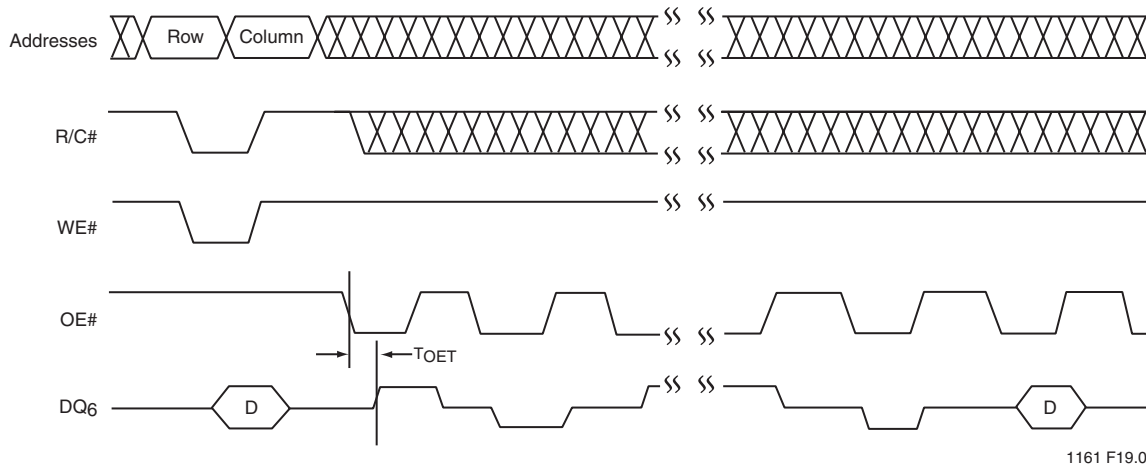 Addresses
Row
Column
R/C#
WE#
OE#
TOET
DQ6
D
D
1161 F19.0